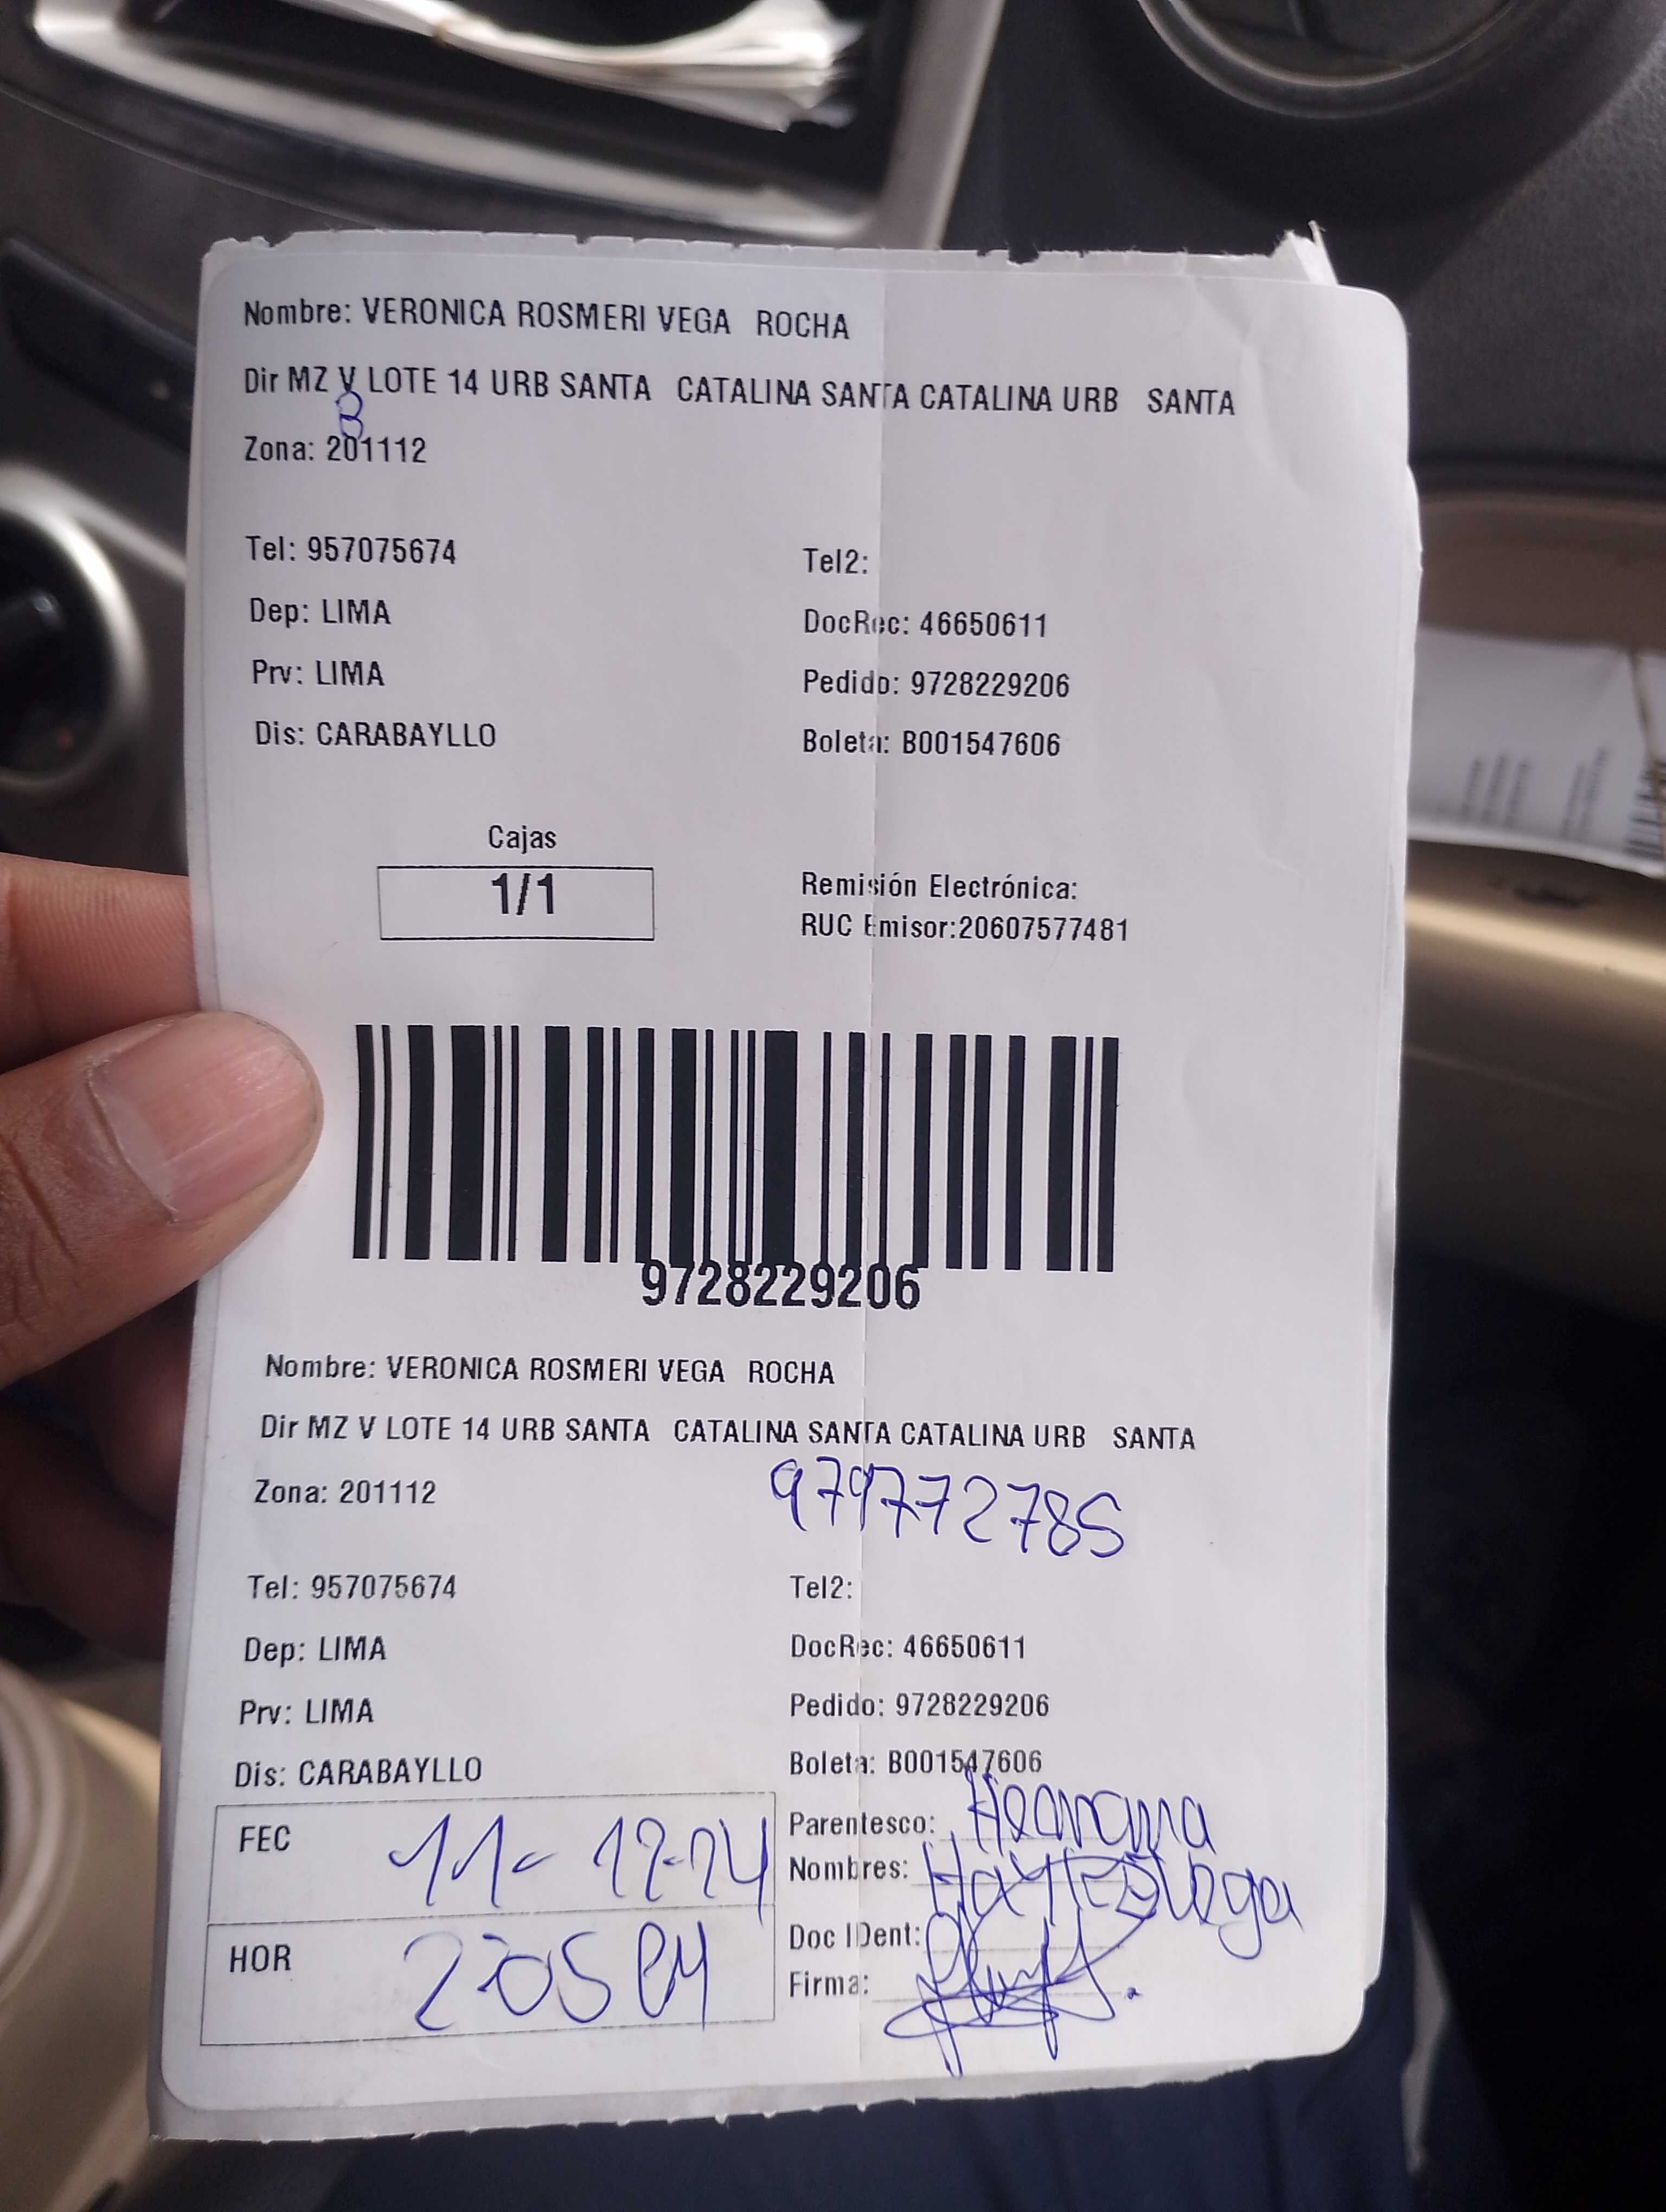 Nombre: VERONICA ROSMERI VEGA ROCHA
Dir MZ V LOTE 14 URB SANTA CATALINA SANTA CATALINA URB SANTA
B
Zona: 201112
Tel: 957075674 Tel2:
Dep: LIMA DocRec: 46650611
Prv: LIMA Pedido: 9728229206
Dis: CARABAYLLO Boleta: B001547606
Cajas
1/1
Remisión Electrónica:
RUC Emisor:20607577481
9728229206
Nombre: VERONICA ROSMERI VEGA ROCHA
Dir MZ V LOTE 14 URB SANTA CATALINA SANTA CATALINA URB SANTA
Zona: 201112 979772785
Tel: 957075674 Tel2:
Dep: LIMA DocRec: 46650611
Prv: LIMA Pedido: 9728229206
Dis: CARABAYLLO Boleta: B001547606
FEC 11-12-24
HOR 2:05 PM
Parentesco: Hermana
Nombres: Haydee Vega
Doc IDent:
Firma: